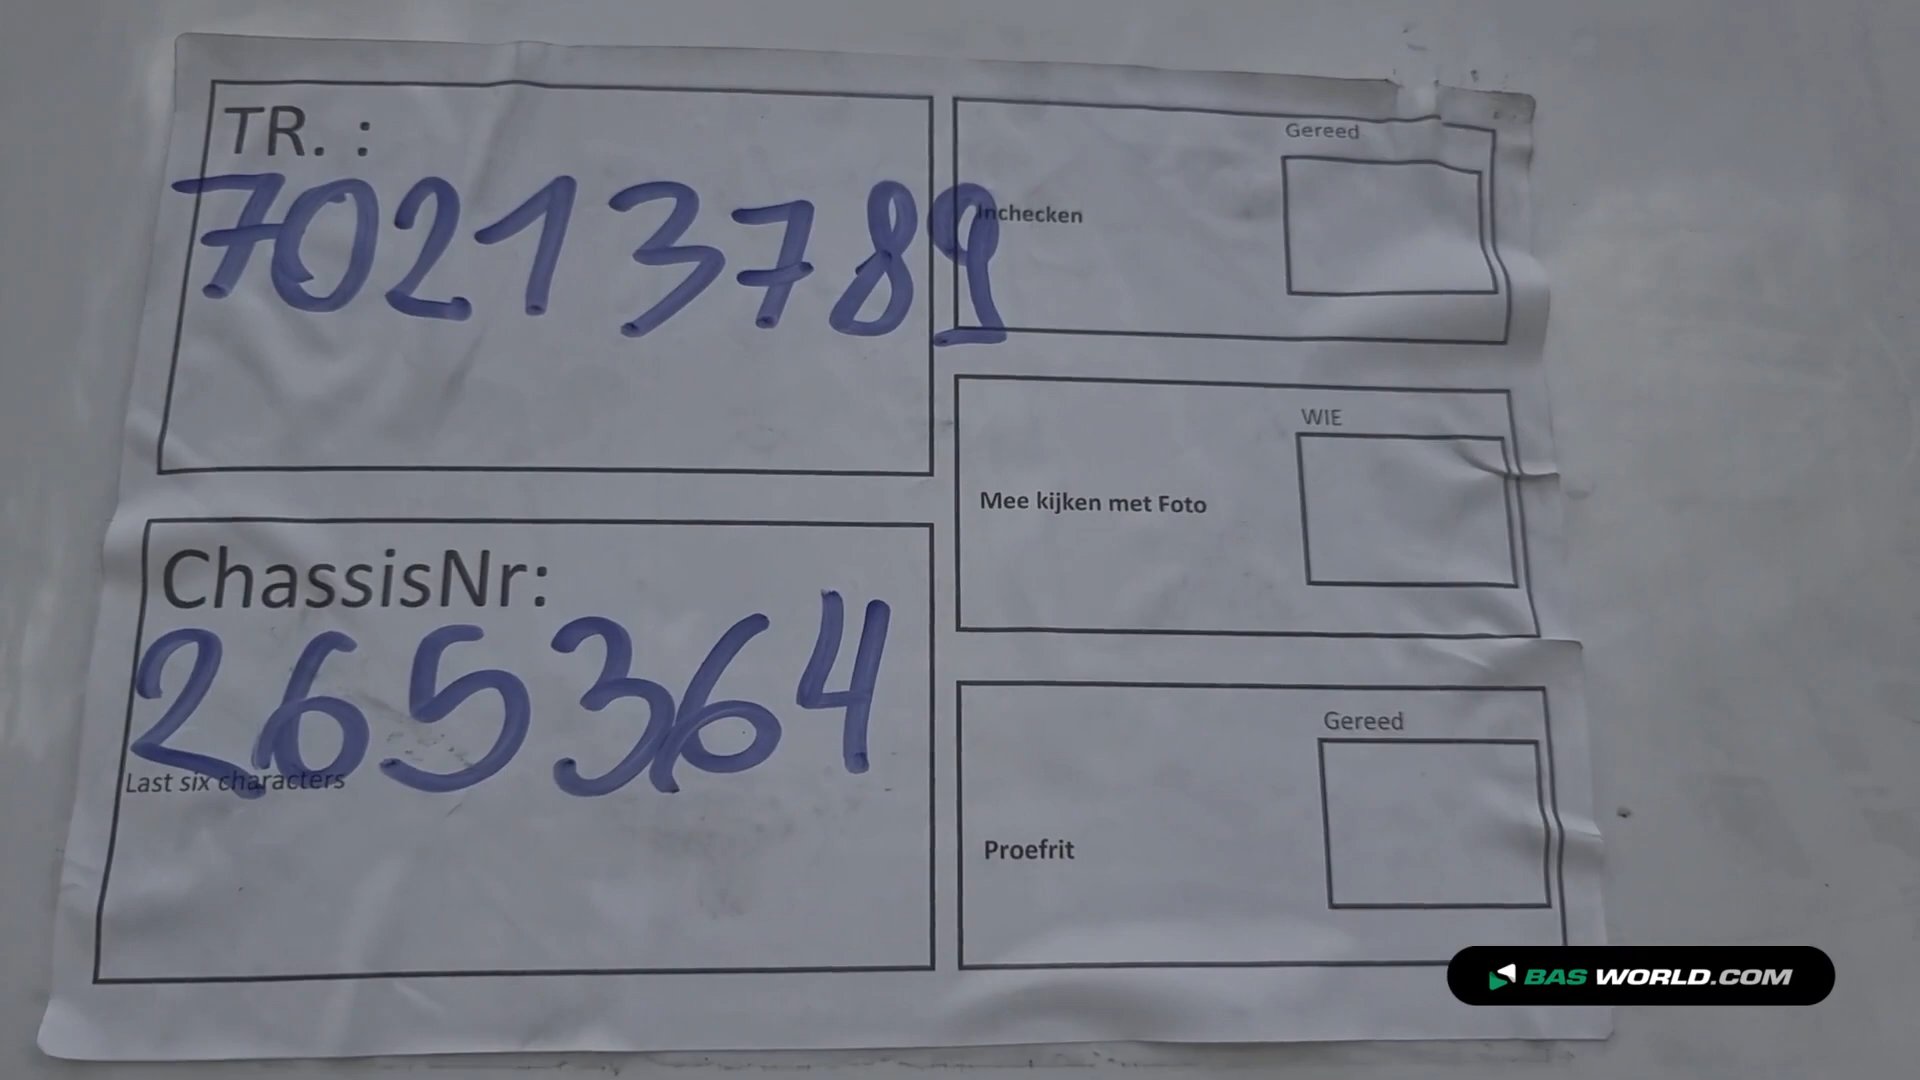 TR. :
70213789
ChassisNr:
265364
Last six characters
Gereed
Inchecken
WIE
Mee kijken met Foto
Gereed
Proefrit
BAS WORLD.COM